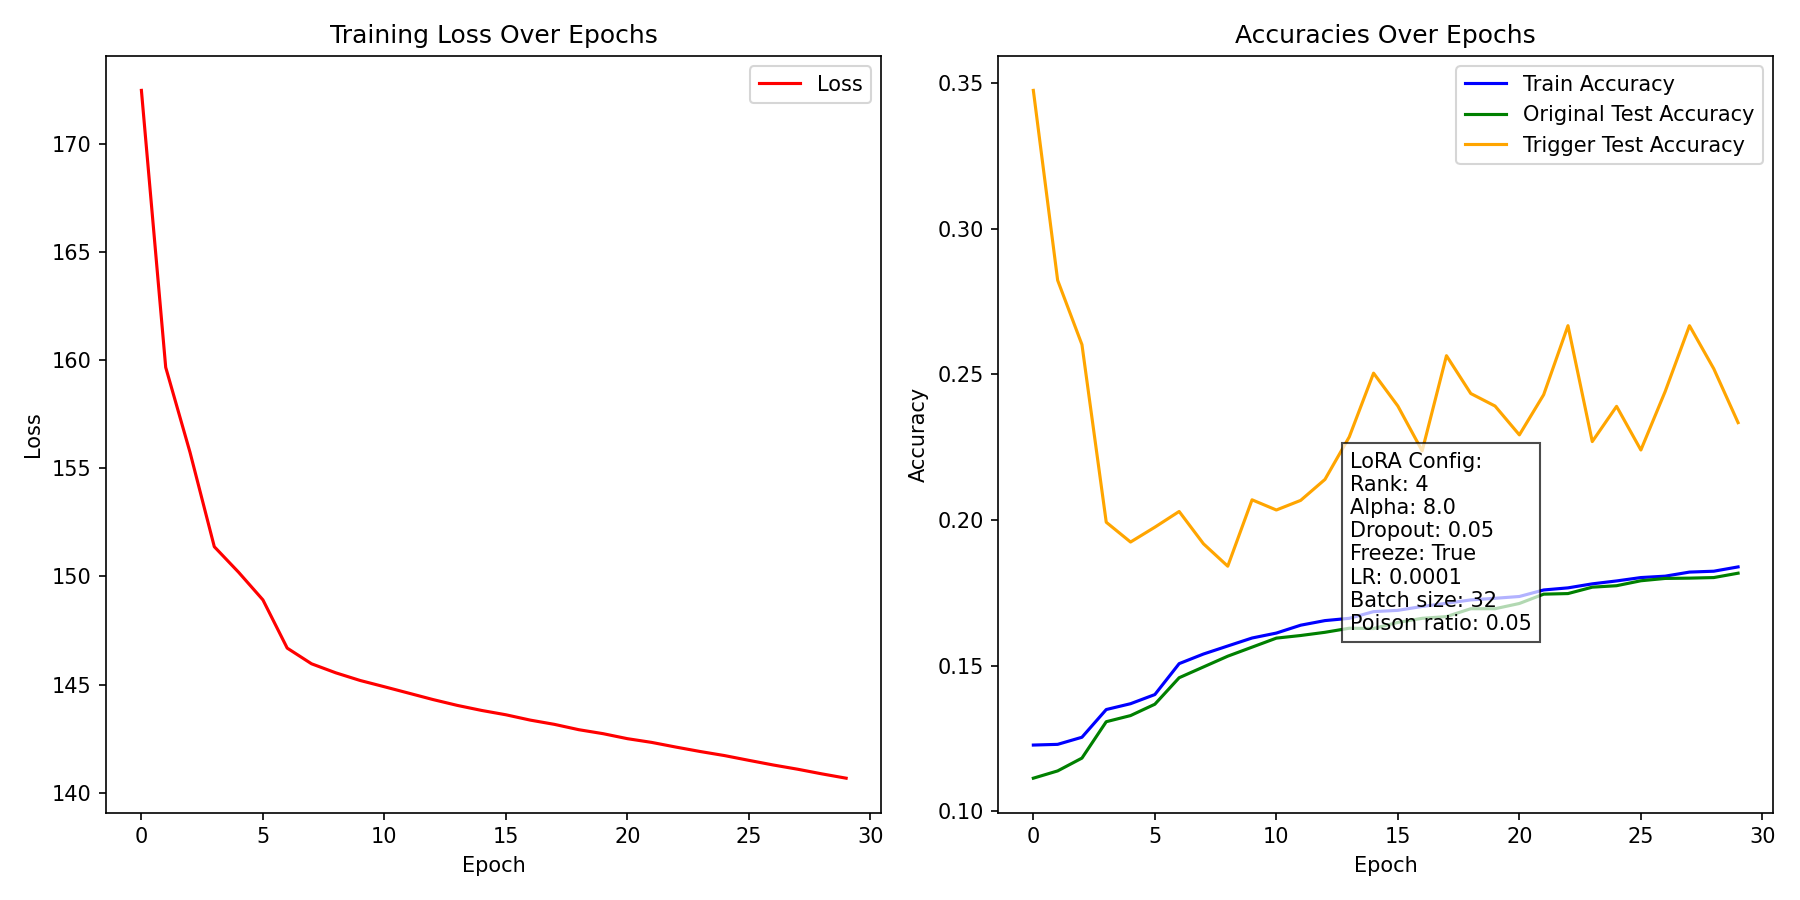 Training Loss Over Epochs
Loss
170
165
160
155
150
145
140
Loss
0 5 10 15 20 25 30
Epoch
Accuracies Over Epochs
Train Accuracy
Original Test Accuracy
Trigger Test Accuracy
0.35
0.30
0.25
0.20
0.15
0.10
Accuracy
LoRA Config:
Rank: 4
Alpha: 8.0
Dropout: 0.05
Freeze: True
LR: 0.0001
Batch size: 32
Poison ratio: 0.05
0 5 10 15 20 25 30
Epoch